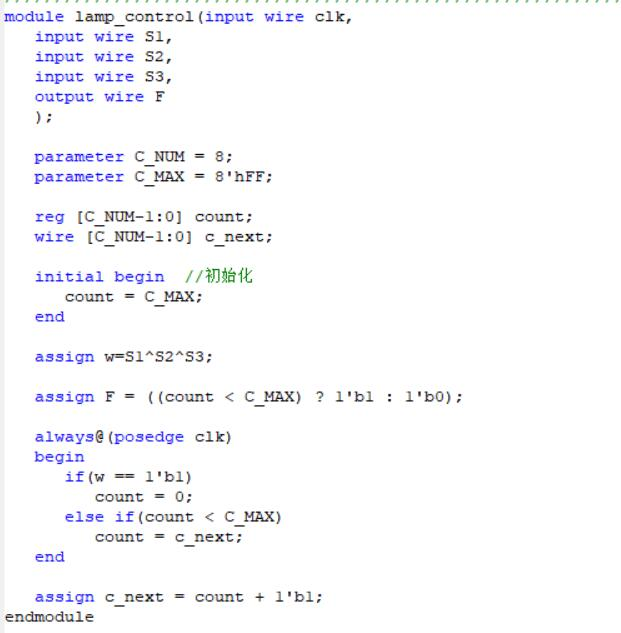 module lamp_control(input wire clk,
input wire S1,
input wire S2,
input wire S3,
output wire F
);
parameter C_NUM = 8;
parameter C_MAX = 8'hFF;
reg [C_NUM-1:0] count;
wire [C_NUM-1:0] c_next;
initial begin //初始化
count = C_MAX;
end
assign w=S1^S2^S3;
assign F = ((count < C_MAX) ? 1'b1 : 1'b0);
always@(posedge clk)
begin
if(w == 1'b1)
count = 0;
else if(count < C_MAX)
count = c_next;
end
assign c_next = count + 1'b1;
endmodule